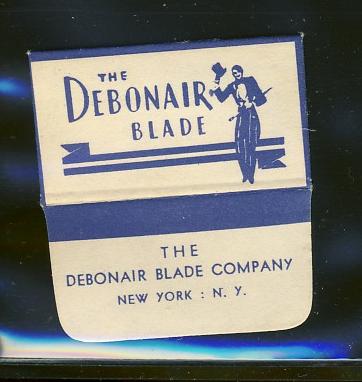 THE
DEBONAIR
BLADE
THE
DEBONAIR BLADE COMPANY
NEW YORK : N. Y.